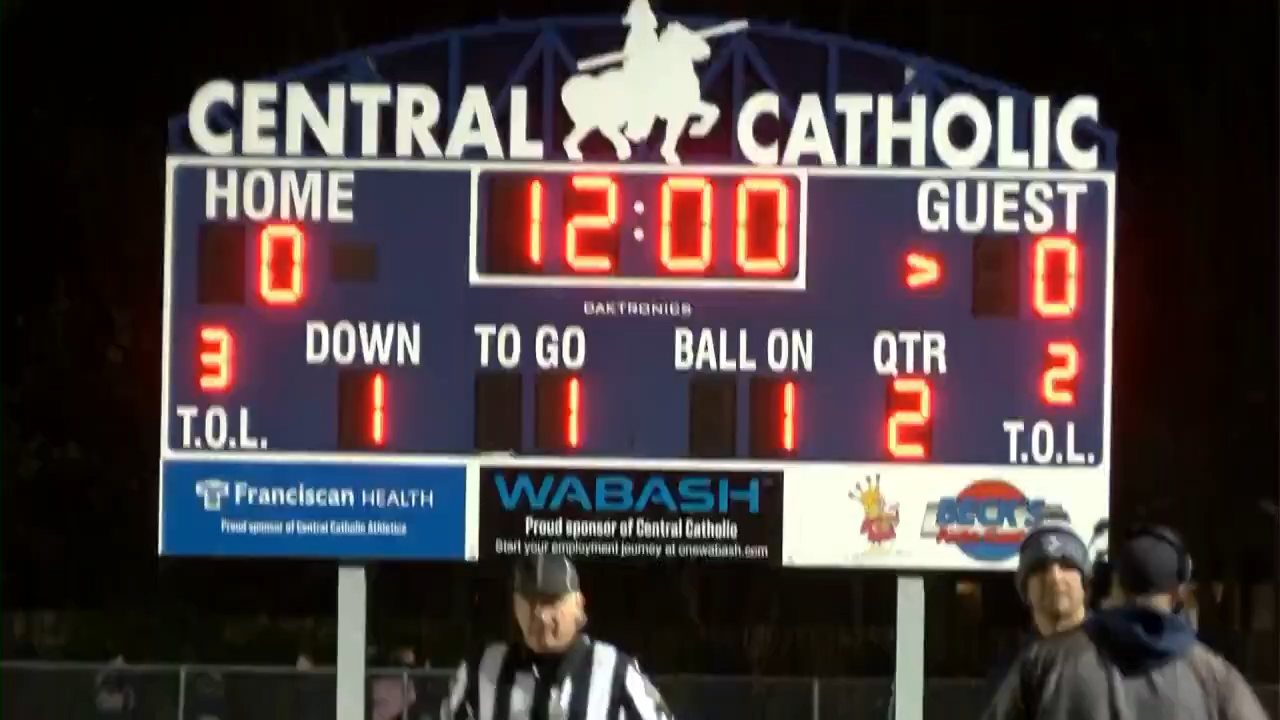 CENTRAL CATHOLIC
HOME 12:00 GUEST
0 > 0
DAKTRONICS
3 DOWN TO GO BALL ON QTR 2
T.O.L. 1 1 1 2 T.O.L.
Franciscan HEALTH
Proud sponsor of Central Catholic Athletics
WABASH
Proud sponsor of Central Catholic
Start your employment journey at onewabash.com
BECK'S